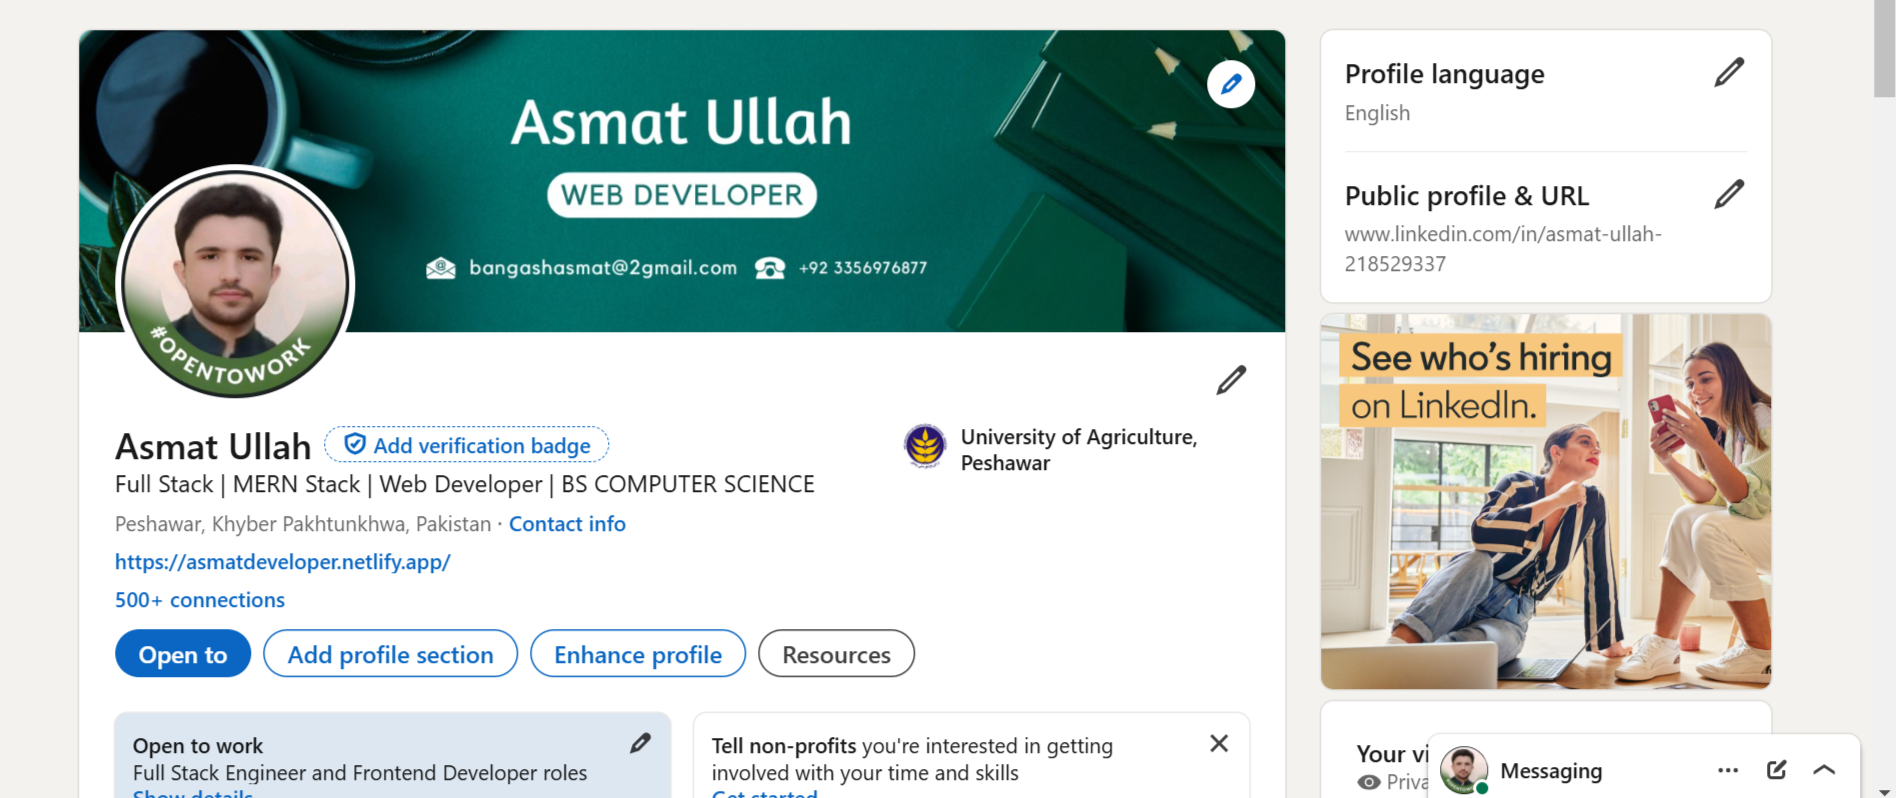 Asmat Ullah
WEB DEVELOPER
bangashasmat@2gmail.com +92 3356976877
#OPENTOWORK
Asmat Ullah
Add verification badge
Full Stack | MERN Stack | Web Developer | BS COMPUTER SCIENCE
Peshawar, Khyber Pakhtunkhwa, Pakistan · Contact info
https://asmatdeveloper.netlify.app/
500+ connections
University of Agriculture,
Peshawar
Open to
Add profile section
Enhance profile
Resources
Open to work
Full Stack Engineer and Frontend Developer roles
Show details
Tell non-profits you're interested in getting
involved with your time and skills
Get started
Profile language
English
Public profile & URL
www.linkedin.com/in/asmat-ullah-
218529337
See who's hiring
on LinkedIn.
Your vi
Priva
Messaging